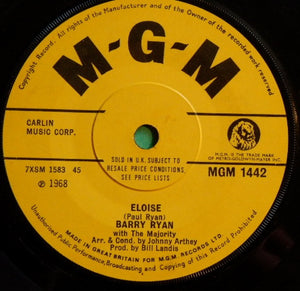 All rights of the Manufacturer and of the Owner of the recorded work reserved.
M-G-M
CARLIN
MUSIC CORP.
SOLD IN U.K. SUBJECT TO
RESALE PRICE CONDITIONS,
SEE PRICE LISTS
M-G-M IS THE TRADE MARK
OF METRO-GOLDWYN-MAYER INC.
7XSM 1583 45
MGM 1442
℗ 1968
ELOISE
(Paul Ryan)
BARRY RYAN
with The Majority
Arr. & Cond. by Johnny Arthey
Prod. by Bill Landis
MADE IN GREAT BRITAIN FOR M-G-M RECORDS LTD.
Unauthorised Public Performance, Broadcasting and Copying of this Record Prohibited